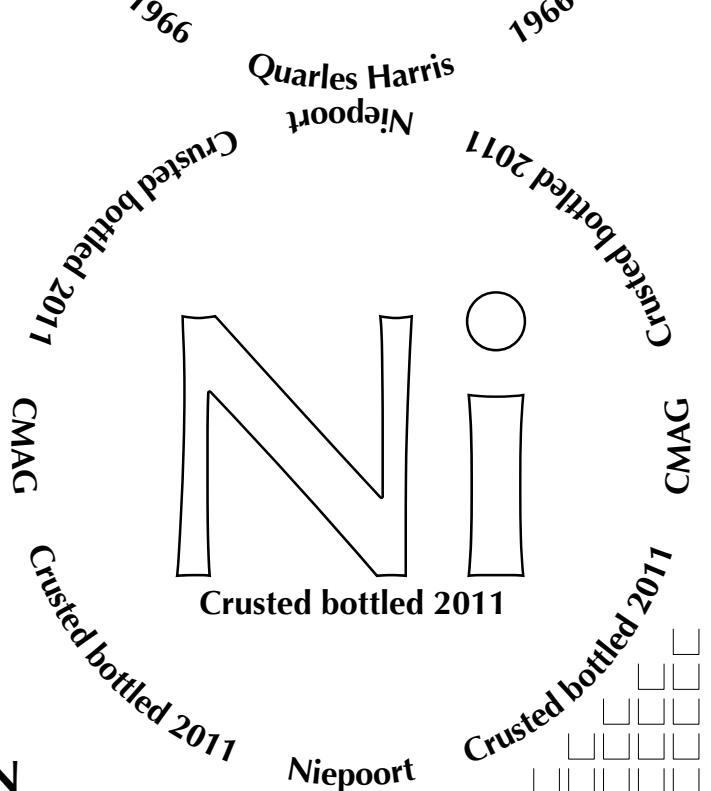 1966
1966
Quarles Harris
Niepoort
Crusted bottled 2011
Crusted bottled 2011
CMAG
CMAG
Ni
Crusted bottled 2011
Crusted bottled 2011
Crusted bottled 2011
Niepoort